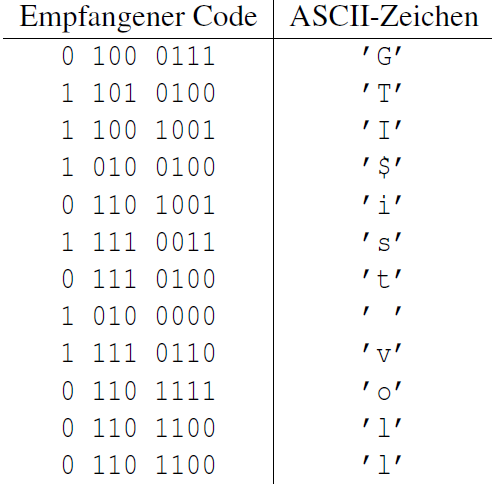 Empfangener Code ASCII-Zeichen
0 100 0111 'G'
1 101 0100 'T'
1 100 1001 'I'
1 010 0100 '$'
0 110 1001 'i'
1 111 0011 's'
0 111 0100 't'
1 010 0000 ' '
1 111 0110 'v'
0 110 1111 'o'
0 110 1100 'l'
0 110 1100 'l'